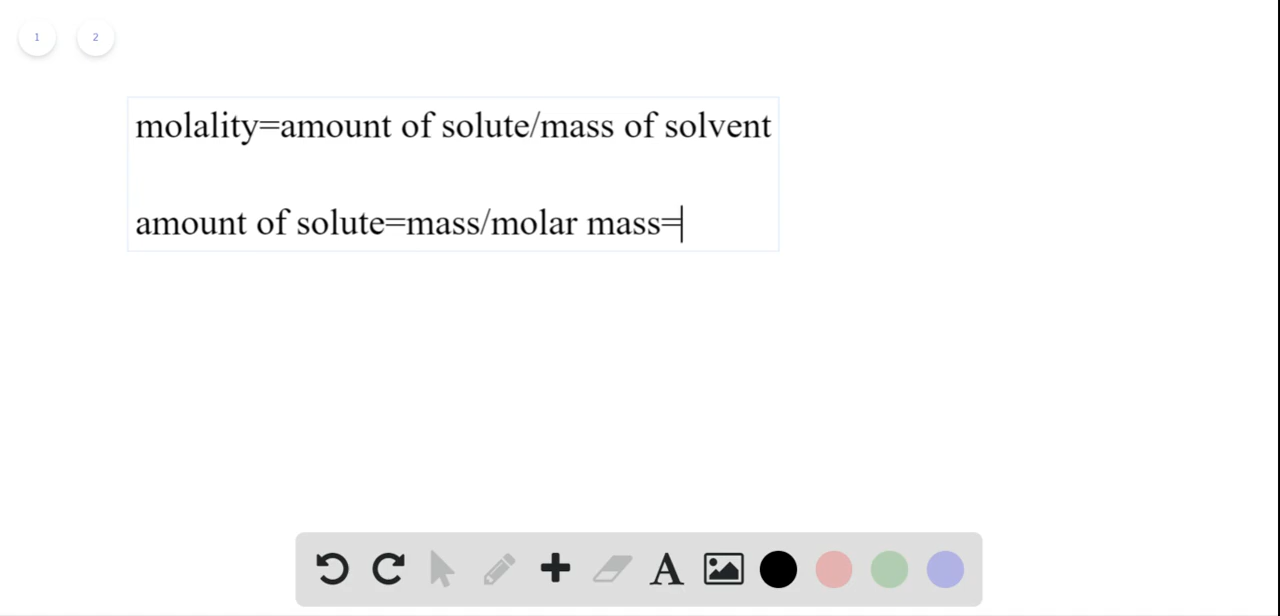 1 2
molality=amount of solute/mass of solvent
amount of solute=mass/molar mass=
A